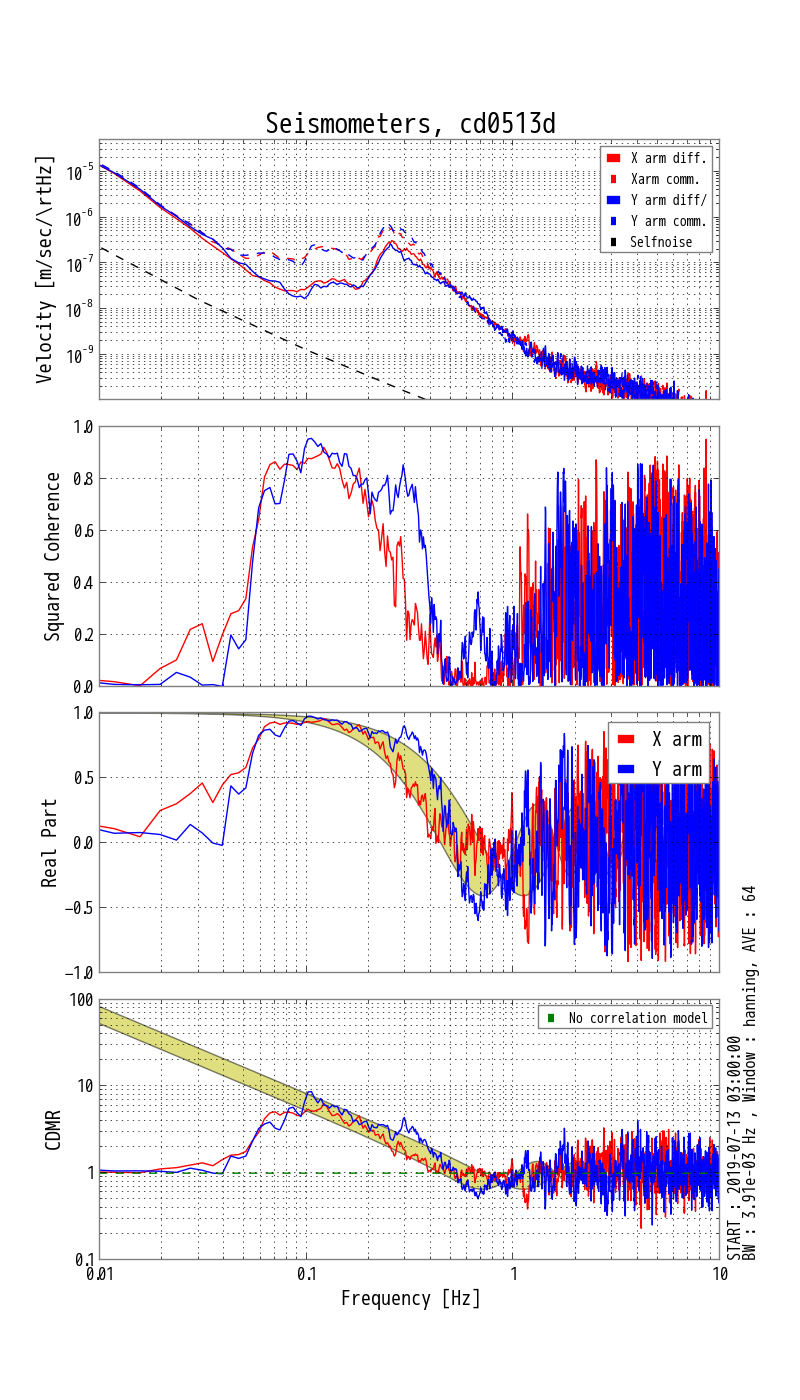 Seismometers, cd0513d
Velocity [m/sec/\rtHz]
10^-5
10^-6
10^-7
10^-8
10^-9
X arm diff.
Xarm comm.
Y arm diff/
Y arm comm.
Selfnoise
Squared Coherence
1.0
0.8
0.6
0.4
0.2
0.0
Real Part
1.0
0.5
0.0
−0.5
−1.0
X arm
Y arm
CDMR
100
10
1
0.1
No correlation model
0.01 0.1 1 10
Frequency [Hz]
START : 2019-07-13 03:00:00
BW : 3.91e-03 Hz , Window : hanning, AVE : 64